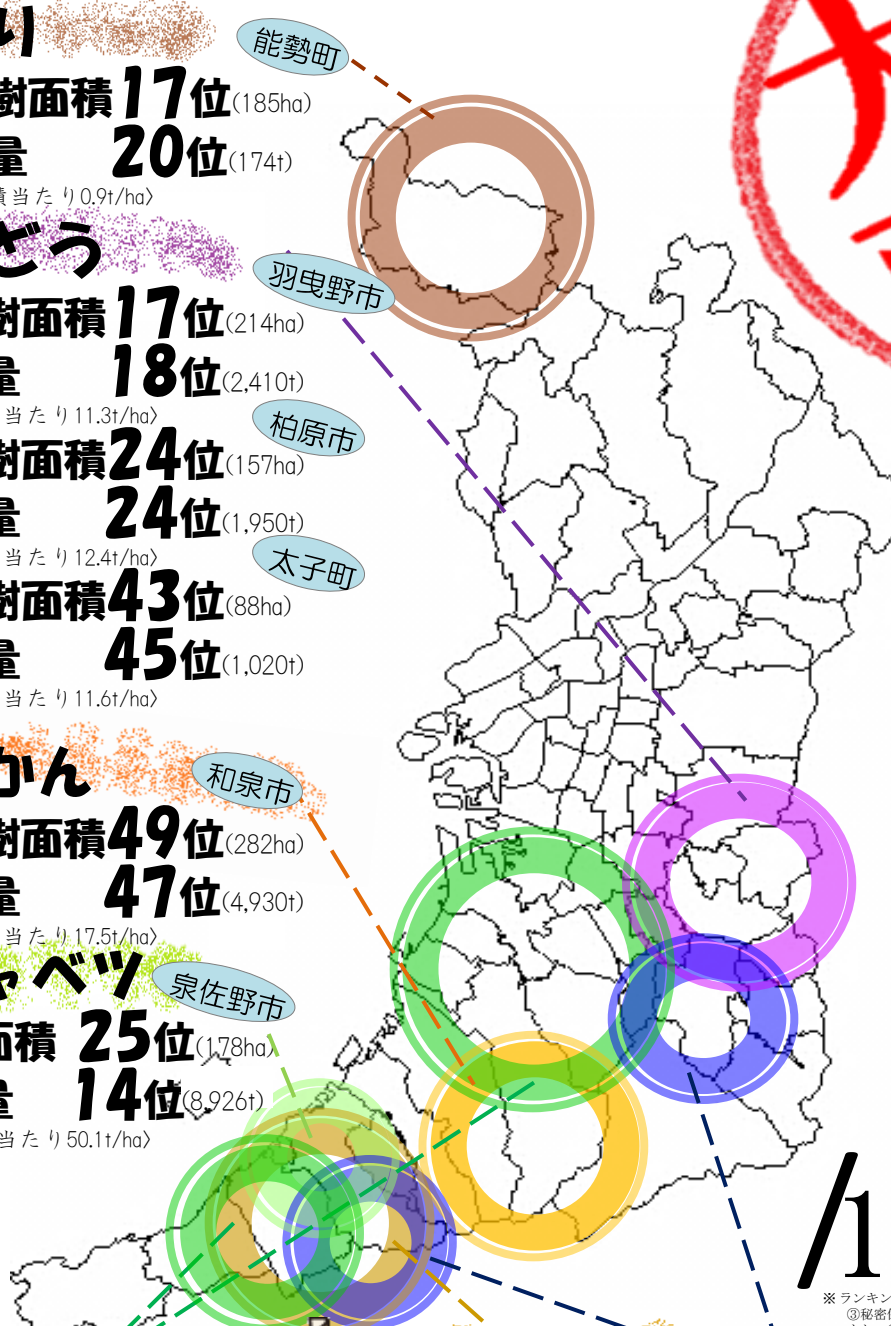 り
能勢町
樹面積17位(185ha)
量 20位(174t)
積当たり0.9t/ha〉
どう
羽曳野市
樹面積17位(214ha)
量 18位(2,410t)
当たり11.3t/ha〉
柏原市
樹面積24位(157ha)
量 24位(1,950t)
当たり12.4t/ha〉
太子町
樹面積43位(88ha)
量 45位(1,020t)
当たり11.6t/ha〉
かん
和泉市
樹面積49位(282ha)
量 47位(4,930t)
当たり17.5t/ha〉
ャベツ
泉佐野市
面積 25位(178ha)
量 14位(8,926t)
当たり50.1t/ha〉
/1
※ランキン
③秘密